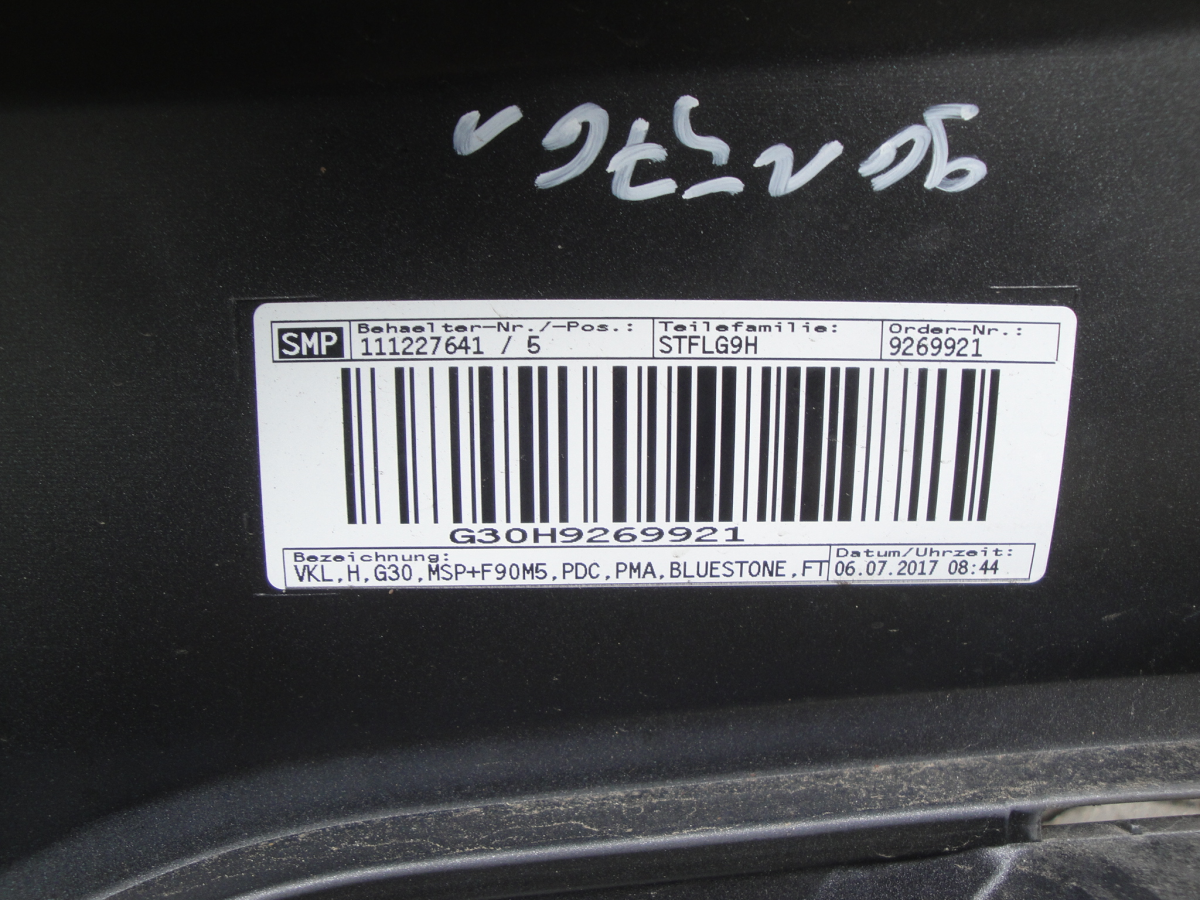 SMP Behaelter-Nr./-Pos.: Teilefamilie: Order-Nr.:
111227641 / 5 STFLG9H 9269921
G30H9269921
Bezeichnung: Datum/Uhrzeit:
VKL,H,G30,MSP+F90M5,PDC,PMA,BLUESTONE,FT 06.07.2017 08:44